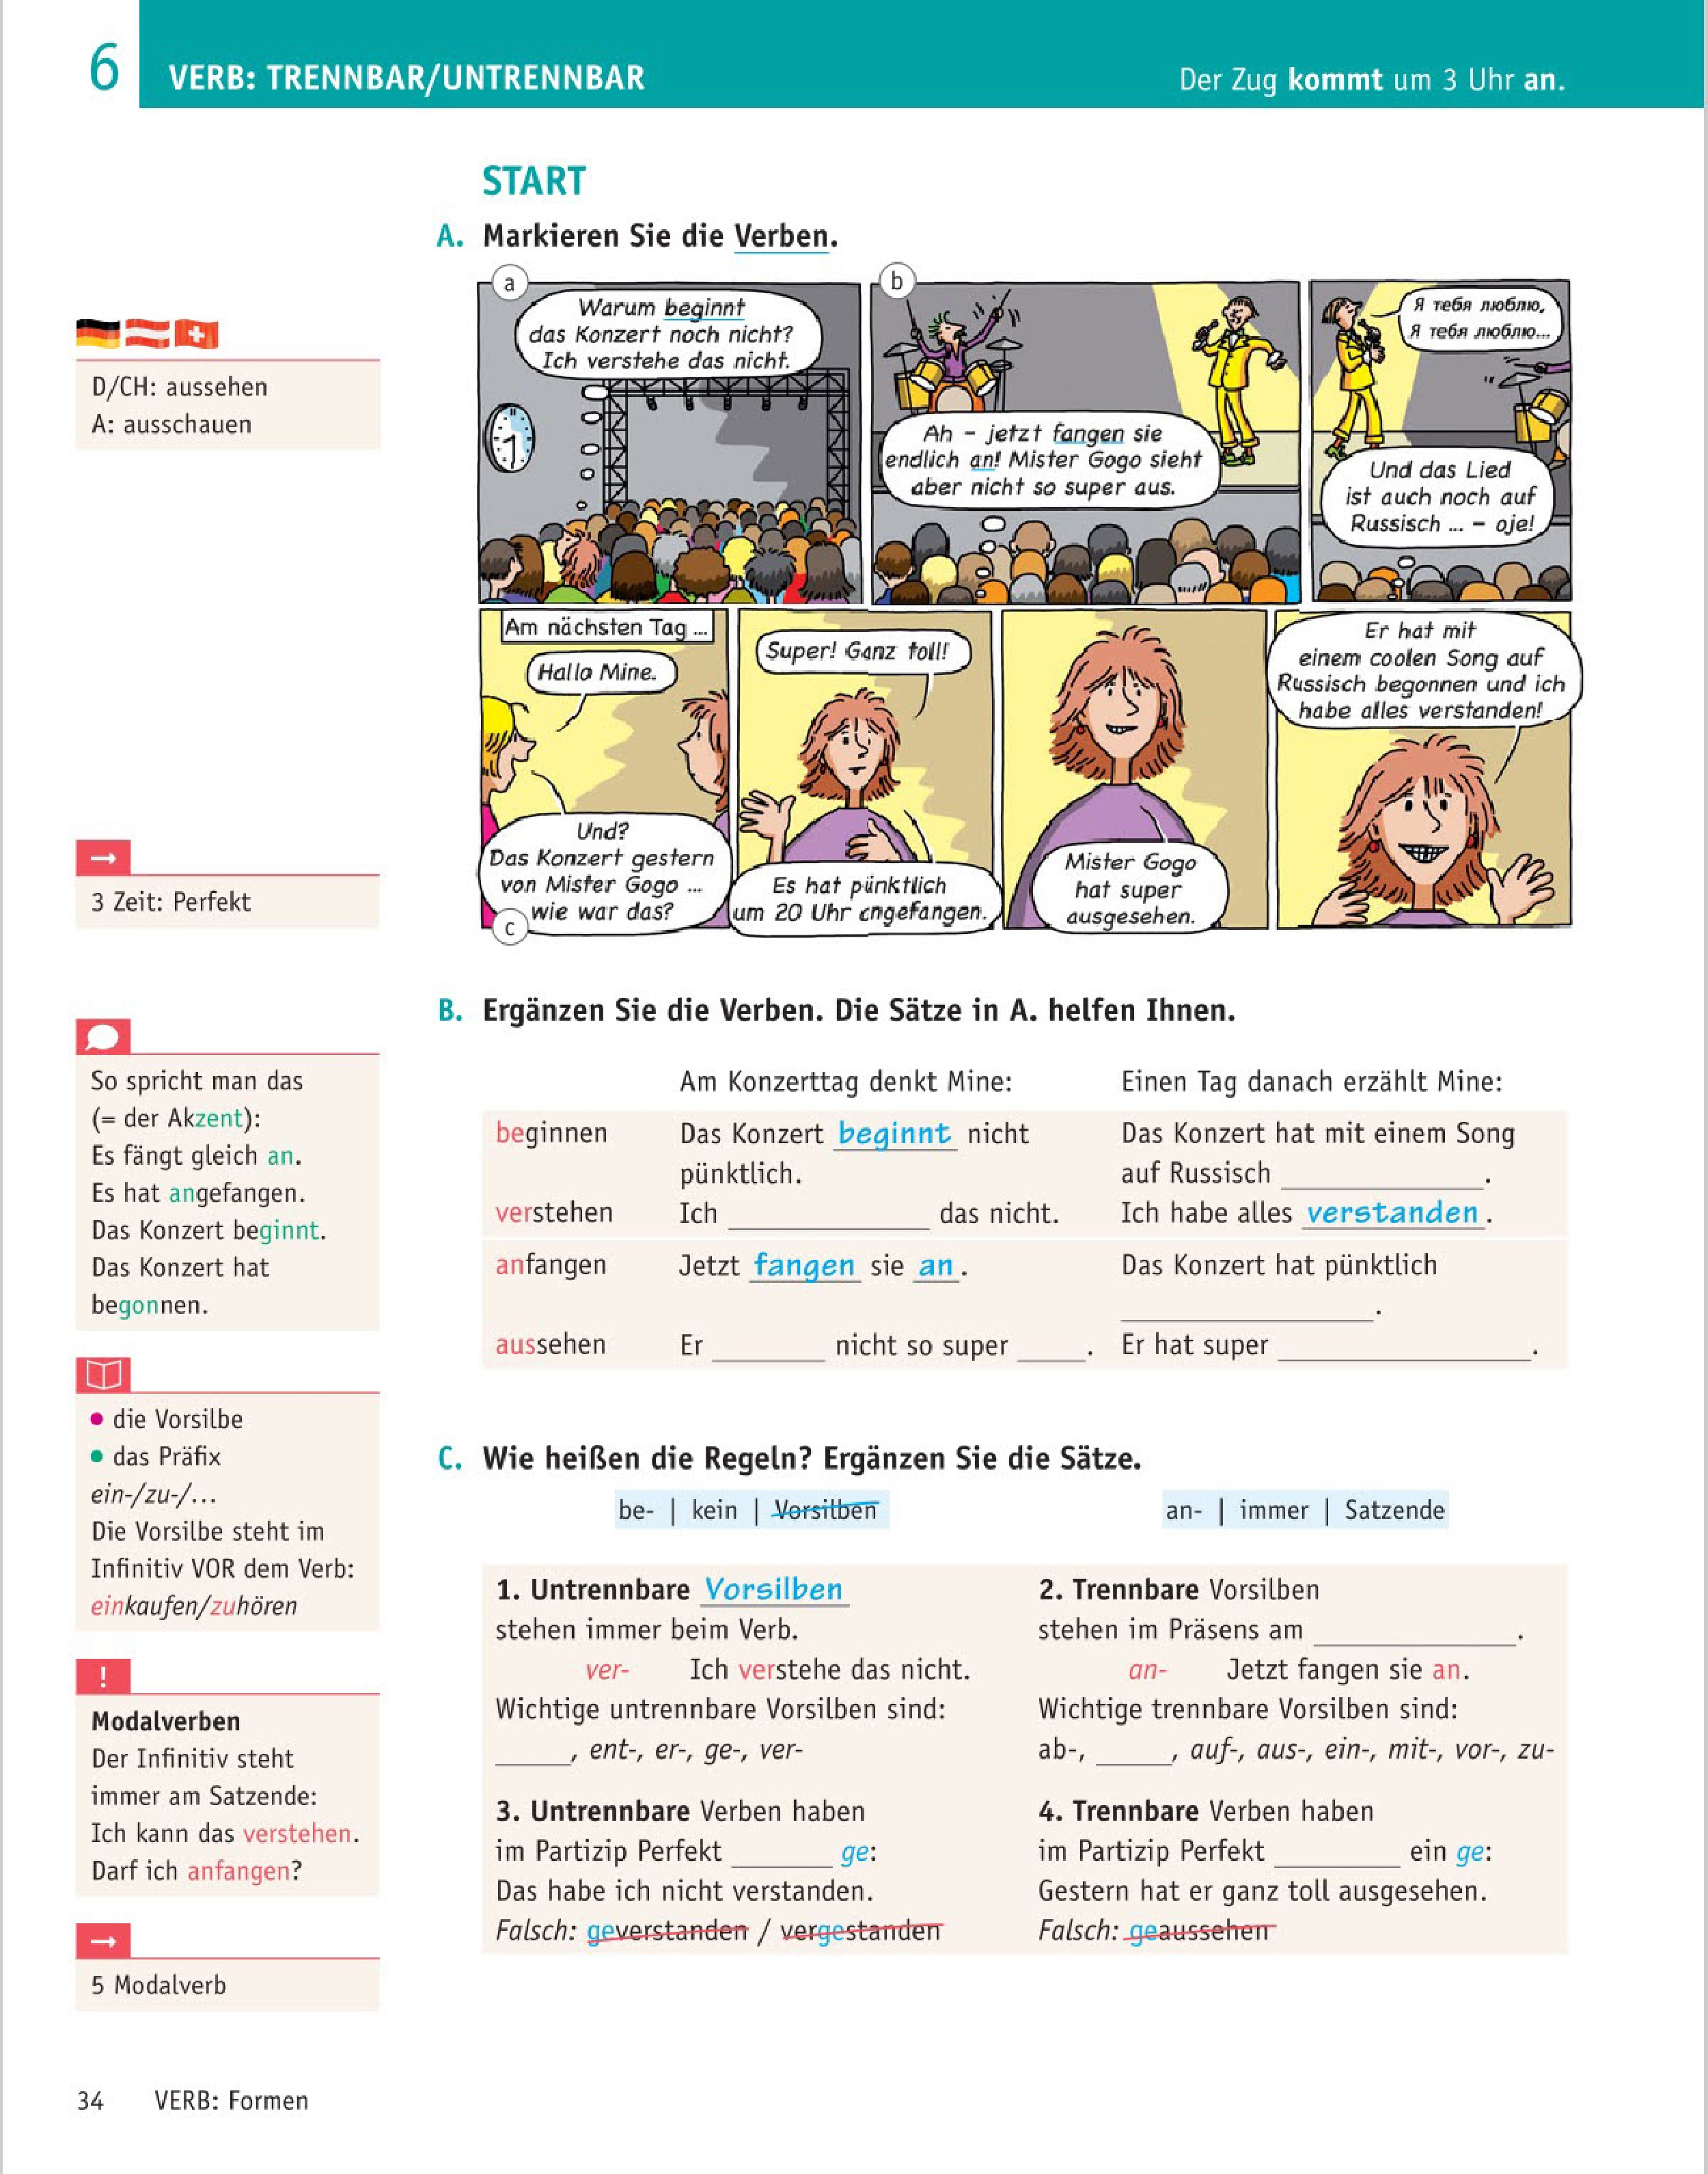 6
VERB: TRENNBAR/UNTRENNBAR
Der Zug kommt um 3 Uhr an.
START
A. Markieren Sie die Verben.
a
Warum beginnt
das Konzert noch nicht?
Ich verstehe das nicht.
b
Ah – jetzt fangen sie
endlich an! Mister Gogo sieht
aber nicht so super aus.
Я тебя люблю,
Я тебя люблю...
Und das Lied
ist auch noch auf
Russisch ... – oje!
Am nächsten Tag ...
Hallo Mine.
Und?
Das Konzert gestern
von Mister Gogo ...
wie war das?
c
Super! Ganz toll!
Es hat pünktlich
um 20 Uhr angefangen.
Mister Gogo
hat super
ausgesehen.
Er hat mit
einem coolen Song auf
Russisch begonnen und ich
habe alles verstanden!
D/CH: aussehen
A: ausschauen
→
3 Zeit: Perfekt
So spricht man das
(= der Akzent):
Es fängt gleich an.
Es hat angefangen.
Das Konzert beginnt.
Das Konzert hat
begonnen.
• die Vorsilbe
• das Präfix
ein-/zu-/...
Die Vorsilbe steht im
Infinitiv VOR dem Verb:
einkaufen/zuhören
!
Modalverben
Der Infinitiv steht
immer am Satzende:
Ich kann das verstehen.
Darf ich anfangen?
→
5 Modalverb
B. Ergänzen Sie die Verben. Die Sätze in A. helfen Ihnen.
Am Konzerttag denkt Mine: Einen Tag danach erzählt Mine:
beginnen Das Konzert beginnt nicht Das Konzert hat mit einem Song
pünktlich. auf Russisch ____________.
verstehen Ich ____________ das nicht. Ich habe alles verstanden.
anfangen Jetzt fangen sie an. Das Konzert hat pünktlich
____________.
aussehen Er ______ nicht so super ____. Er hat super ____________.
C. Wie heißen die Regeln? Ergänzen Sie die Sätze.
be- | kein | Vorsilben
an- | immer | Satzende
1. Untrennbare Vorsilben
stehen immer beim Verb.
ver- Ich verstehe das nicht.
Wichtige untrennbare Vorsilben sind:
_____, ent-, er-, ge-, ver-
2. Trennbare Vorsilben
stehen im Präsens am ____________.
an- Jetzt fangen sie an.
Wichtige trennbare Vorsilben sind:
ab-, _____, auf-, aus-, ein-, mit-, vor-, zu-
3. Untrennbare Verben haben
im Partizip Perfekt ______ ge:
Das habe ich nicht verstanden.
Falsch: geverstanden / vergestanden
4. Trennbare Verben haben
im Partizip Perfekt ________ ein ge:
Gestern hat er ganz toll ausgesehen.
Falsch: geaussehen
34 VERB: Formen